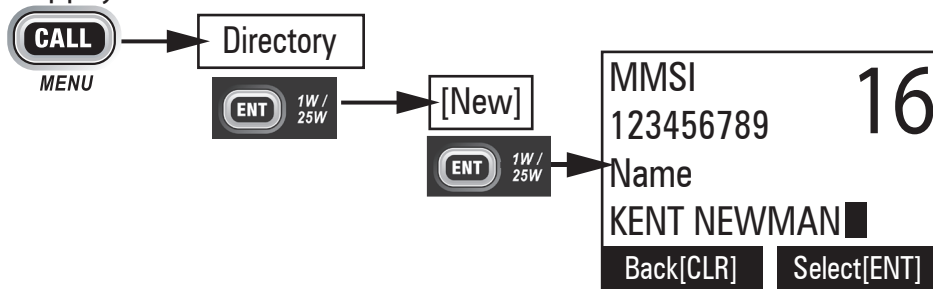 CALL
MENU
Directory
ENT 1W / 25W
[New]
ENT 1W / 25W
MMSI 16
123456789
Name
KENT NEWMAN
Back[CLR] Select[ENT]